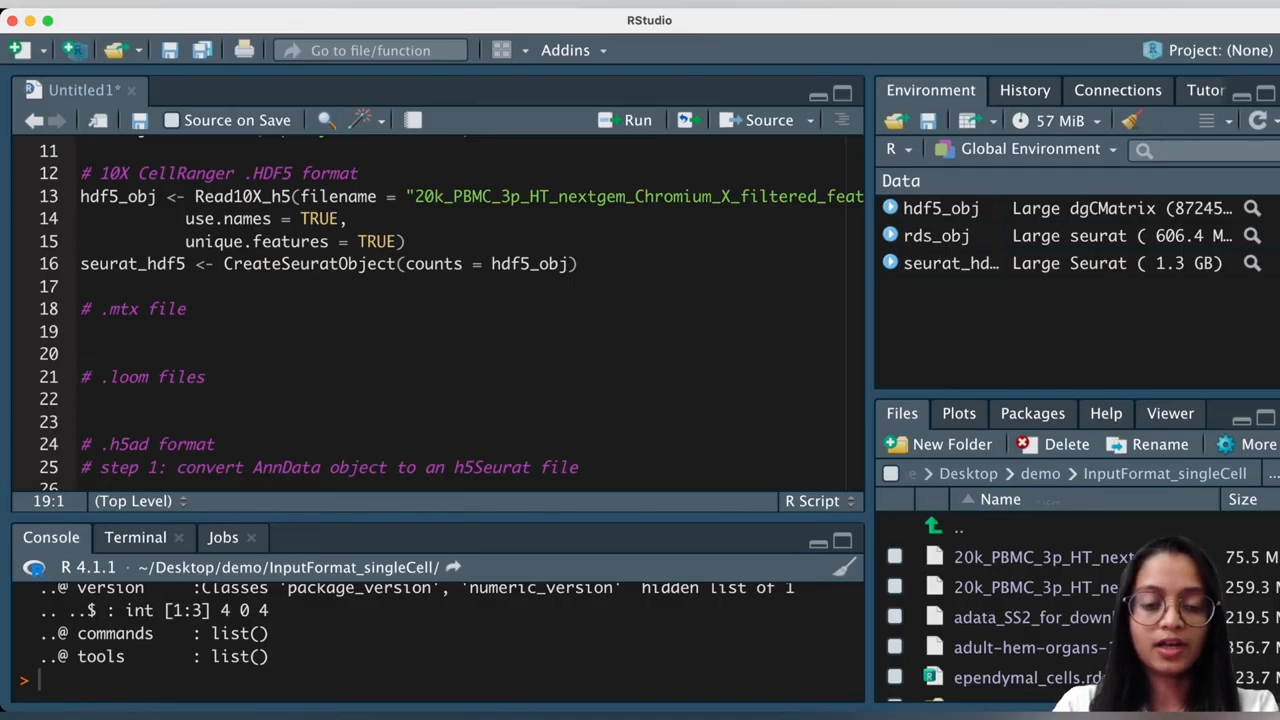 RStudio
Go to file/function
Addins
Project: (None)
Untitled1*
Source on Save
Run
Source
11
12 # 10X CellRanger .HDF5 format
13 hdf5_obj <- Read10X_h5(filename = "20k_PBMC_3p_HT_nextgem_Chromium_X_filtered_feat
14 use.names = TRUE,
15 unique.features = TRUE)
16 seurat_hdf5 <- CreateSeuratObject(counts = hdf5_obj)
17
18 # .mtx file
19
20
21 # .loom files
22
23
24 # .h5ad format
25 # step 1: convert AnnData object to an h5Seurat file
26
19:1 (Top Level) R Script
Console Terminal Jobs
R 4.1.1 · ~/Desktop/demo/InputFormat_singleCell/
..@ version :Classes 'package_version', 'numeric_version' hidden list of 1
.. ..$ : int [1:3] 4 0 4
..@ commands : list()
..@ tools : list()
>
Environment History Connections Tutor
57 MiB
R Global Environment
Data
hdf5_obj Large dgCMatrix (87245…
rds_obj Large seurat ( 606.4 M…
seurat_hd… Large Seurat ( 1.3 GB)
Files Plots Packages Help Viewer
New Folder Delete Rename More
Desktop demo InputFormat_singleCell ...
Name Size
..
20k_PBMC_3p_HT_next 75.5 M
20k_PBMC_3p_HT_ne 259.3 M
adata_SS2_for_down 219.5 M
adult-hem-organs- 356.7 M
ependymal_cells.rd 23.7 M